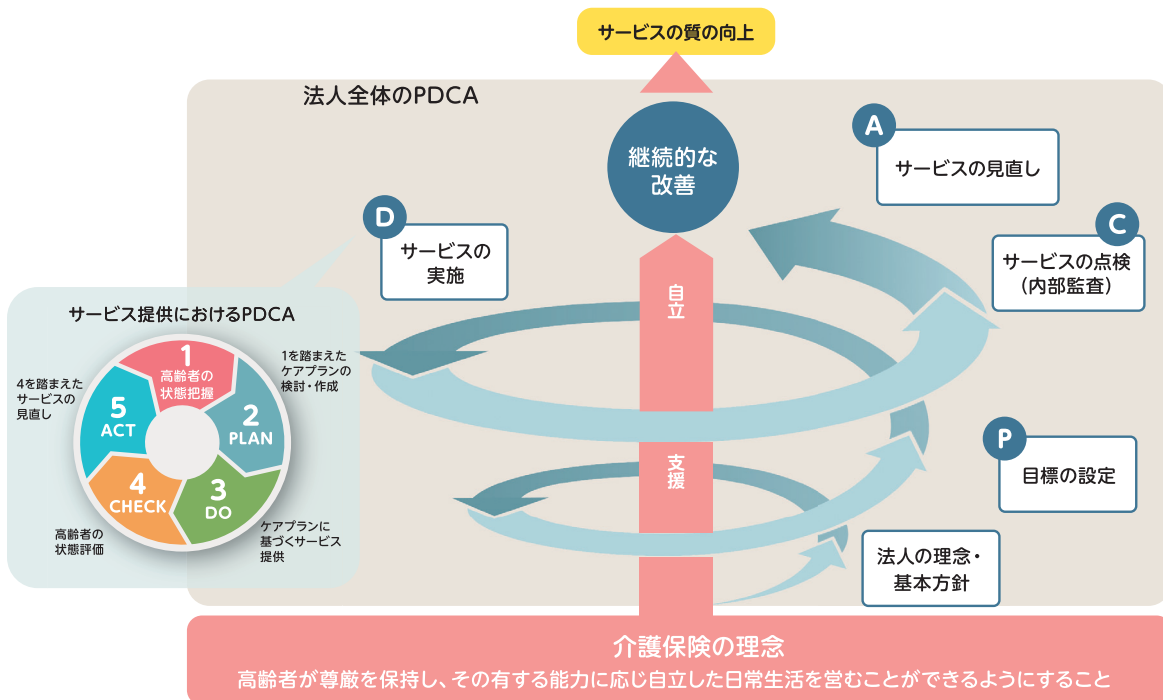 サービスの質の向上
法人全体のPDCA
継続的な
改善
A
サービスの見直し
C
サービスの点検
（内部監査）
D
サービスの
実施
自立
支援
P
目標の設定
法人の理念・
基本方針
サービス提供におけるPDCA
1
高齢者の
状態把握
1を踏まえた
ケアプランの
検討・作成
2
PLAN
3
DO
ケアプランに
基づくサービス
提供
4
CHECK
高齢者の
状態評価
5
ACT
4を踏まえた
サービスの
見直し
介護保険の理念
高齢者が尊厳を保持し、その有する能力に応じ自立した日常生活を営むことができるようにすること